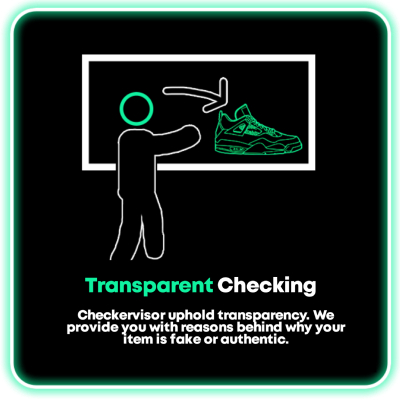 Transparent Checking
Checkervisor uphold transparency. We
provide you with reasons behind why your
item is fake or authentic.